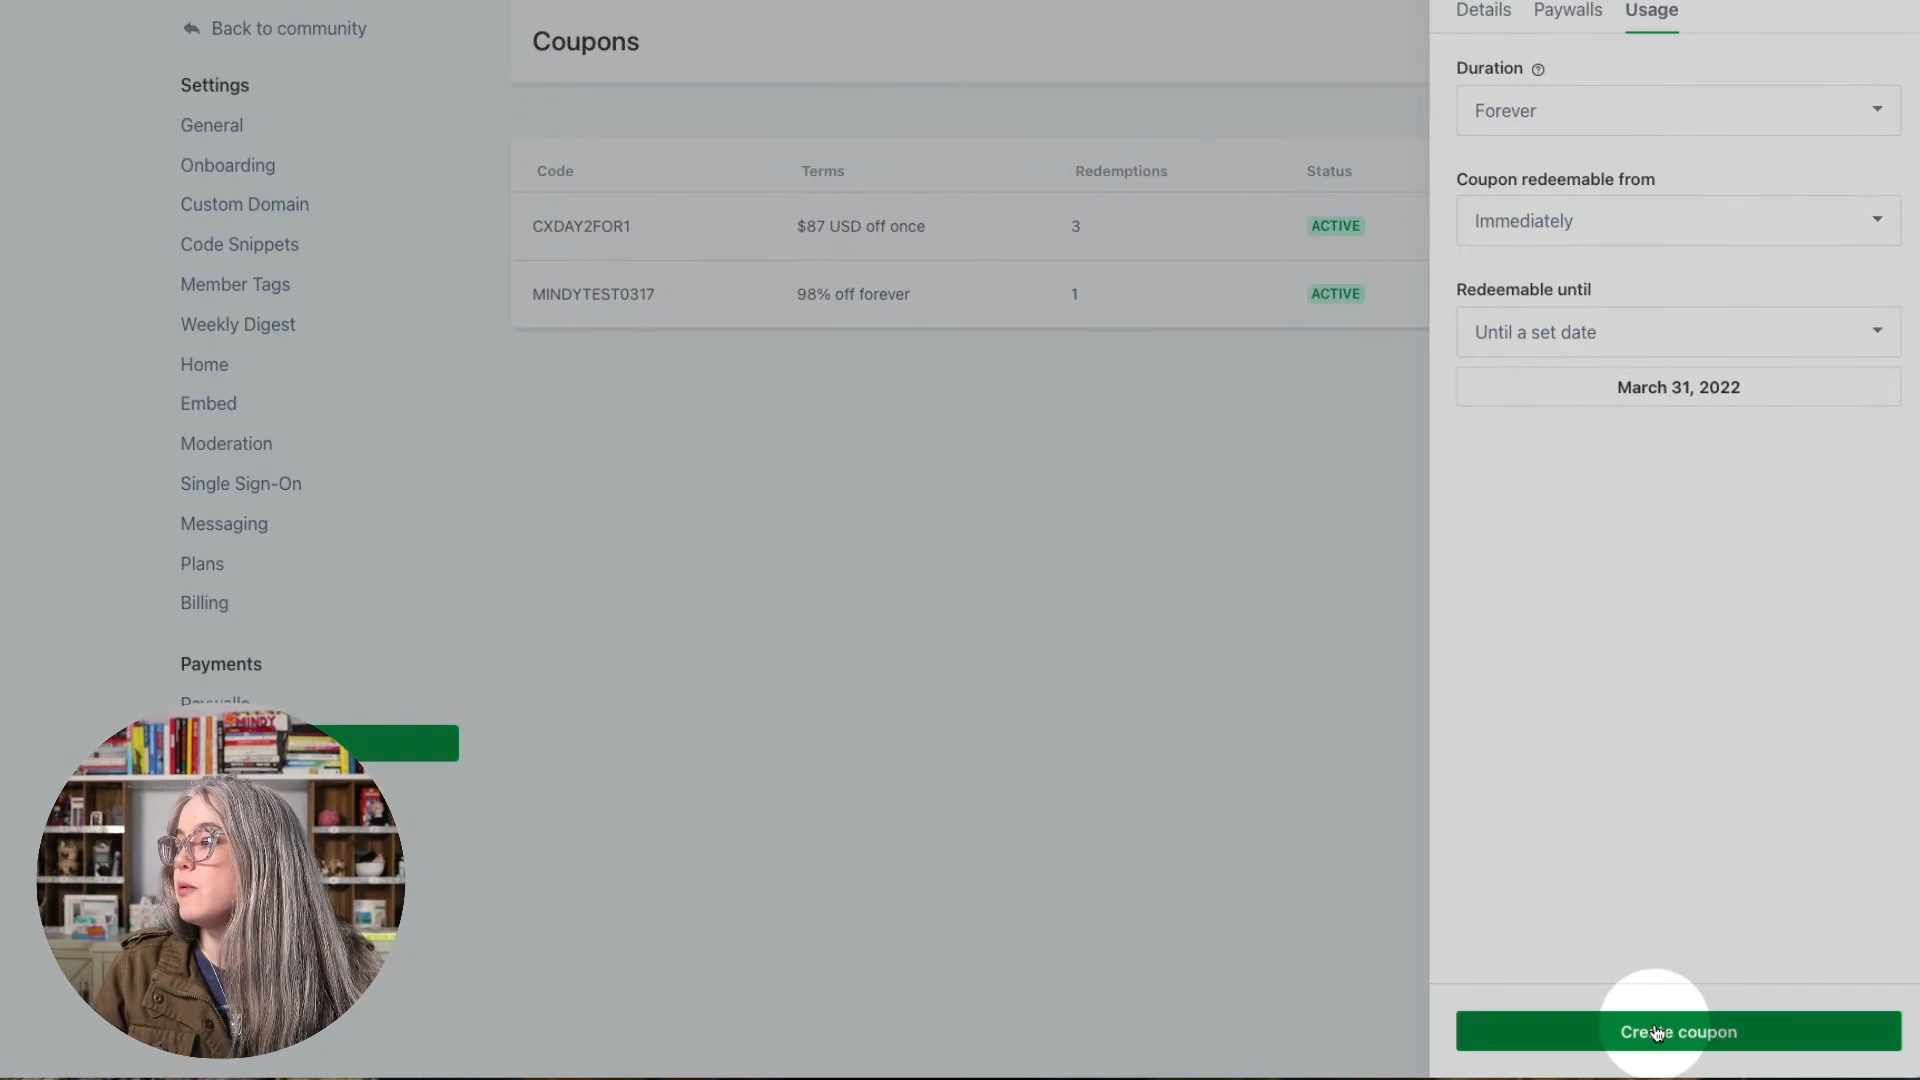 Back to community
Settings
General
Onboarding
Custom Domain
Code Snippets
Member Tags
Weekly Digest
Home
Embed
Moderation
Single Sign-On
Messaging
Plans
Billing
Payments
Paywalls
MINDY
Coupons
Code Terms Redemptions Status
CXDAY2FOR1 $87 USD off once 3 ACTIVE
MINDYTEST0317 98% off forever 1 ACTIVE
Details Paywalls Usage
Duration
Forever
Coupon redeemable from
Immediately
Redeemable until
Until a set date
March 31, 2022
Create coupon